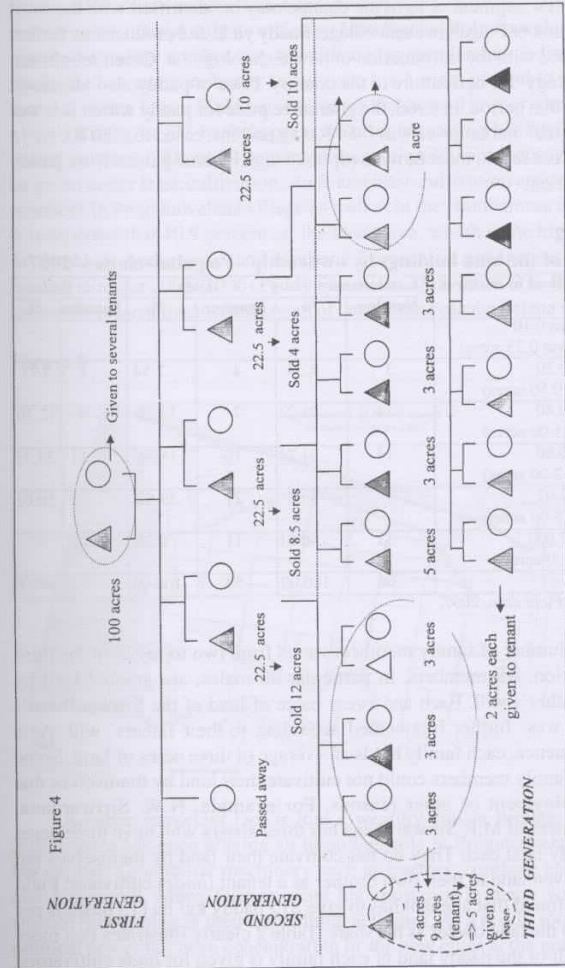 Figure 4
FIRST
GENERATION
100 acres
Given to several tenants
SECOND
GENERATION
22.5 acres
22.5 acres
22.5 acres
22.5 acres
10 acres
Passed away
Sold 12 acres
Sold 8.5 acres
Sold 4 acres
Sold 10 acres
4 acres +
9 acres
(tenant)
=> 5 acres
given to
3 acres
3 acres
5 acres
3 acres
3 acres
3 acres
acre
2 acres each
given to tenant
THIRD GENERATION